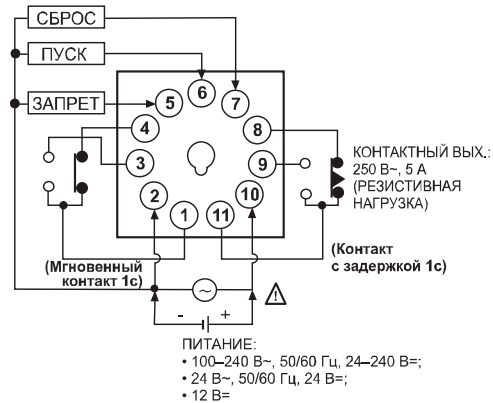 СБРОС
ПУСК
ЗАПРЕТ
5
6
7
4
8
3
9
2
10
1
11
КОНТАКТНЫЙ ВЫХ.:
250 В~, 5 А
(РЕЗИСТИВНАЯ
НАГРУЗКА)
(Мгновенный
контакт 1с)
(Контакт
с задержкой 1с)
~
⚠
- +
ПИТАНИЕ:
• 100–240 В~, 50/60 Гц, 24–240 В=;
• 24 В~, 50/60 Гц, 24 В=;
• 12 В=